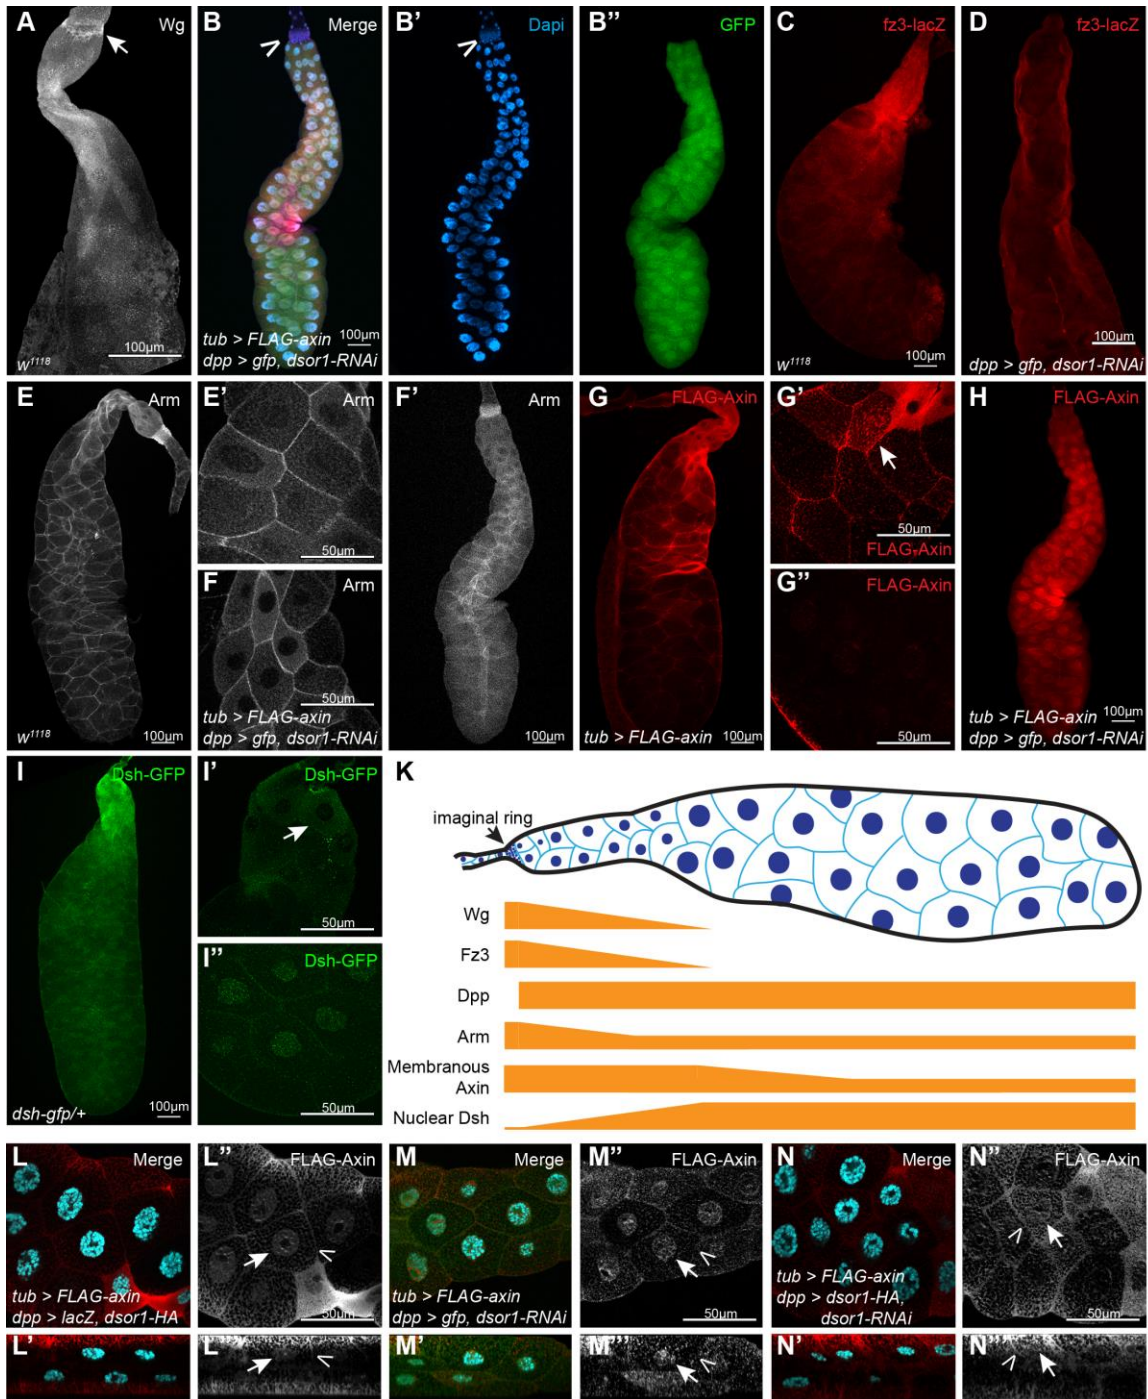 A
Wg
100µm
B
Merge
tub > FLAG-axin
dpp > gfp, dsor1-RNAi
100µm
B'
Dapi
100µm
B''
GFP
100µm
C
fz3-lacZ
w1118
100µm
D
fz3-lacZ
100µm
dpp > gfp, dsor1-RNAi
E
Arm
w1118
100µm
E'
Arm
50µm
F
Arm
50µm
tub > FLAG-axin
dpp > gfp, dsor1-RNAi
F'
Arm
100µm
G
FLAG-Axin
tub > FLAG-axin
100µm
G'
50µm
FLAG-Axin
G''
FLAG-Axin
50µm
H
FLAG-Axin
tub > FLAG-axin
100µm
dpp > gfp, dsor1-RNAi
w1118
I
Dsh-GFP
dsh-gfp/+
100µm
I'
Dsh-GFP
50µm
I''
Dsh-GFP
50µm
K
imaginal ring
Wg
Fz3
Dpp
Arm
Membranous
Axin
Nuclear Dsh
L
Merge
tub > FLAG-axin
dpp > lacZ, dsor1-HA
L''
FLAG-Axin
50µm
M
Merge
tub > FLAG-axin
dpp > gfp, dsor1-RNAi
M''
FLAG-Axin
50µm
N
Merge
tub > FLAG-axin
dpp > dsor1-HA,
dsor1-RNAi
N''
FLAG-Axin
50µm
L'
L'''
M'
M'''
N'
N'''